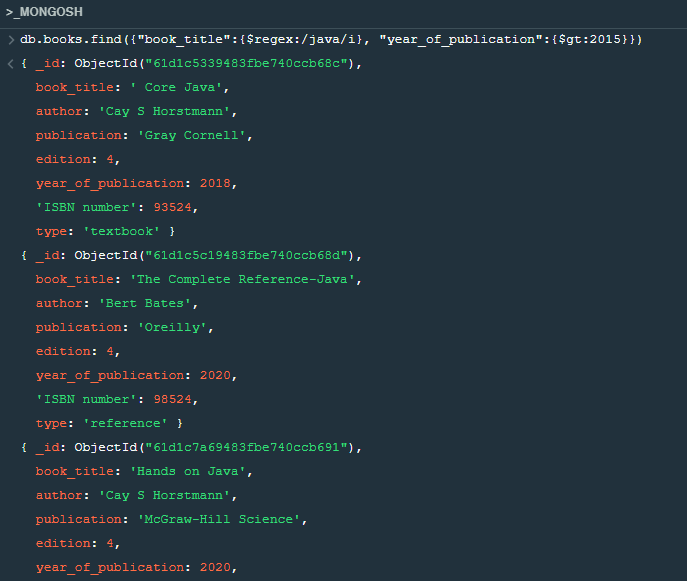 >_MONGOSH
> db.books.find({"book_title":{$regex:/java/i}, "year_of_publication":{$gt:2015}})
< { _id: ObjectId("61d1c5339483fbe740ccb68c"),
book_title: ' Core Java',
author: 'Cay S Horstmann',
publication: 'Gray Cornell',
edition: 4,
year_of_publication: 2018,
'ISBN number': 93524,
type: 'textbook' }
{ _id: ObjectId("61d1c5c19483fbe740ccb68d"),
book_title: 'The Complete Reference-Java',
author: 'Bert Bates',
publication: 'Oreilly',
edition: 4,
year_of_publication: 2020,
'ISBN number': 98524,
type: 'reference' }
{ _id: ObjectId("61d1c7a69483fbe740ccb691"),
book_title: 'Hands on Java',
author: 'Cay S Horstmann',
publication: 'McGraw-Hill Science',
edition: 4,
year_of_publication: 2020,